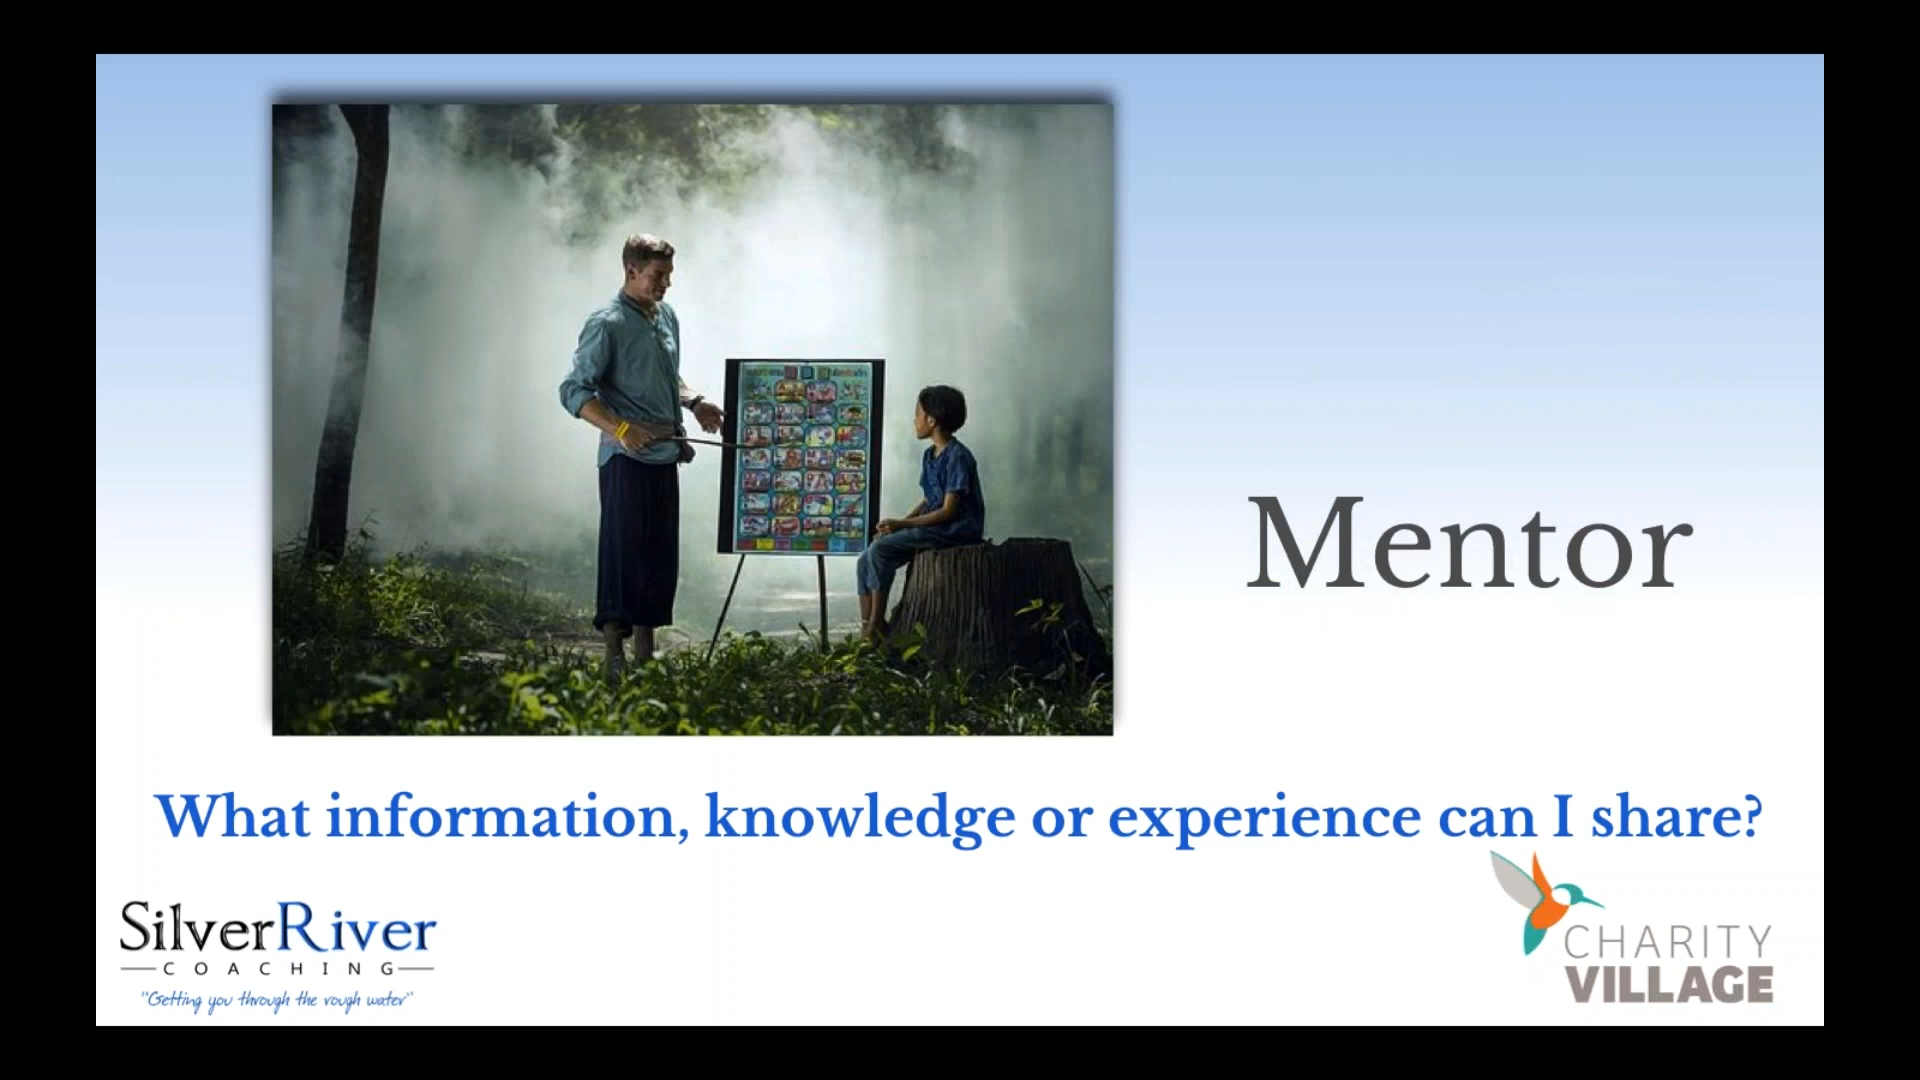 Mentor
What information, knowledge or experience can I share?
SilverRiver
COACHING
"Getting you through the rough water"
CHARITY
VILLAGE